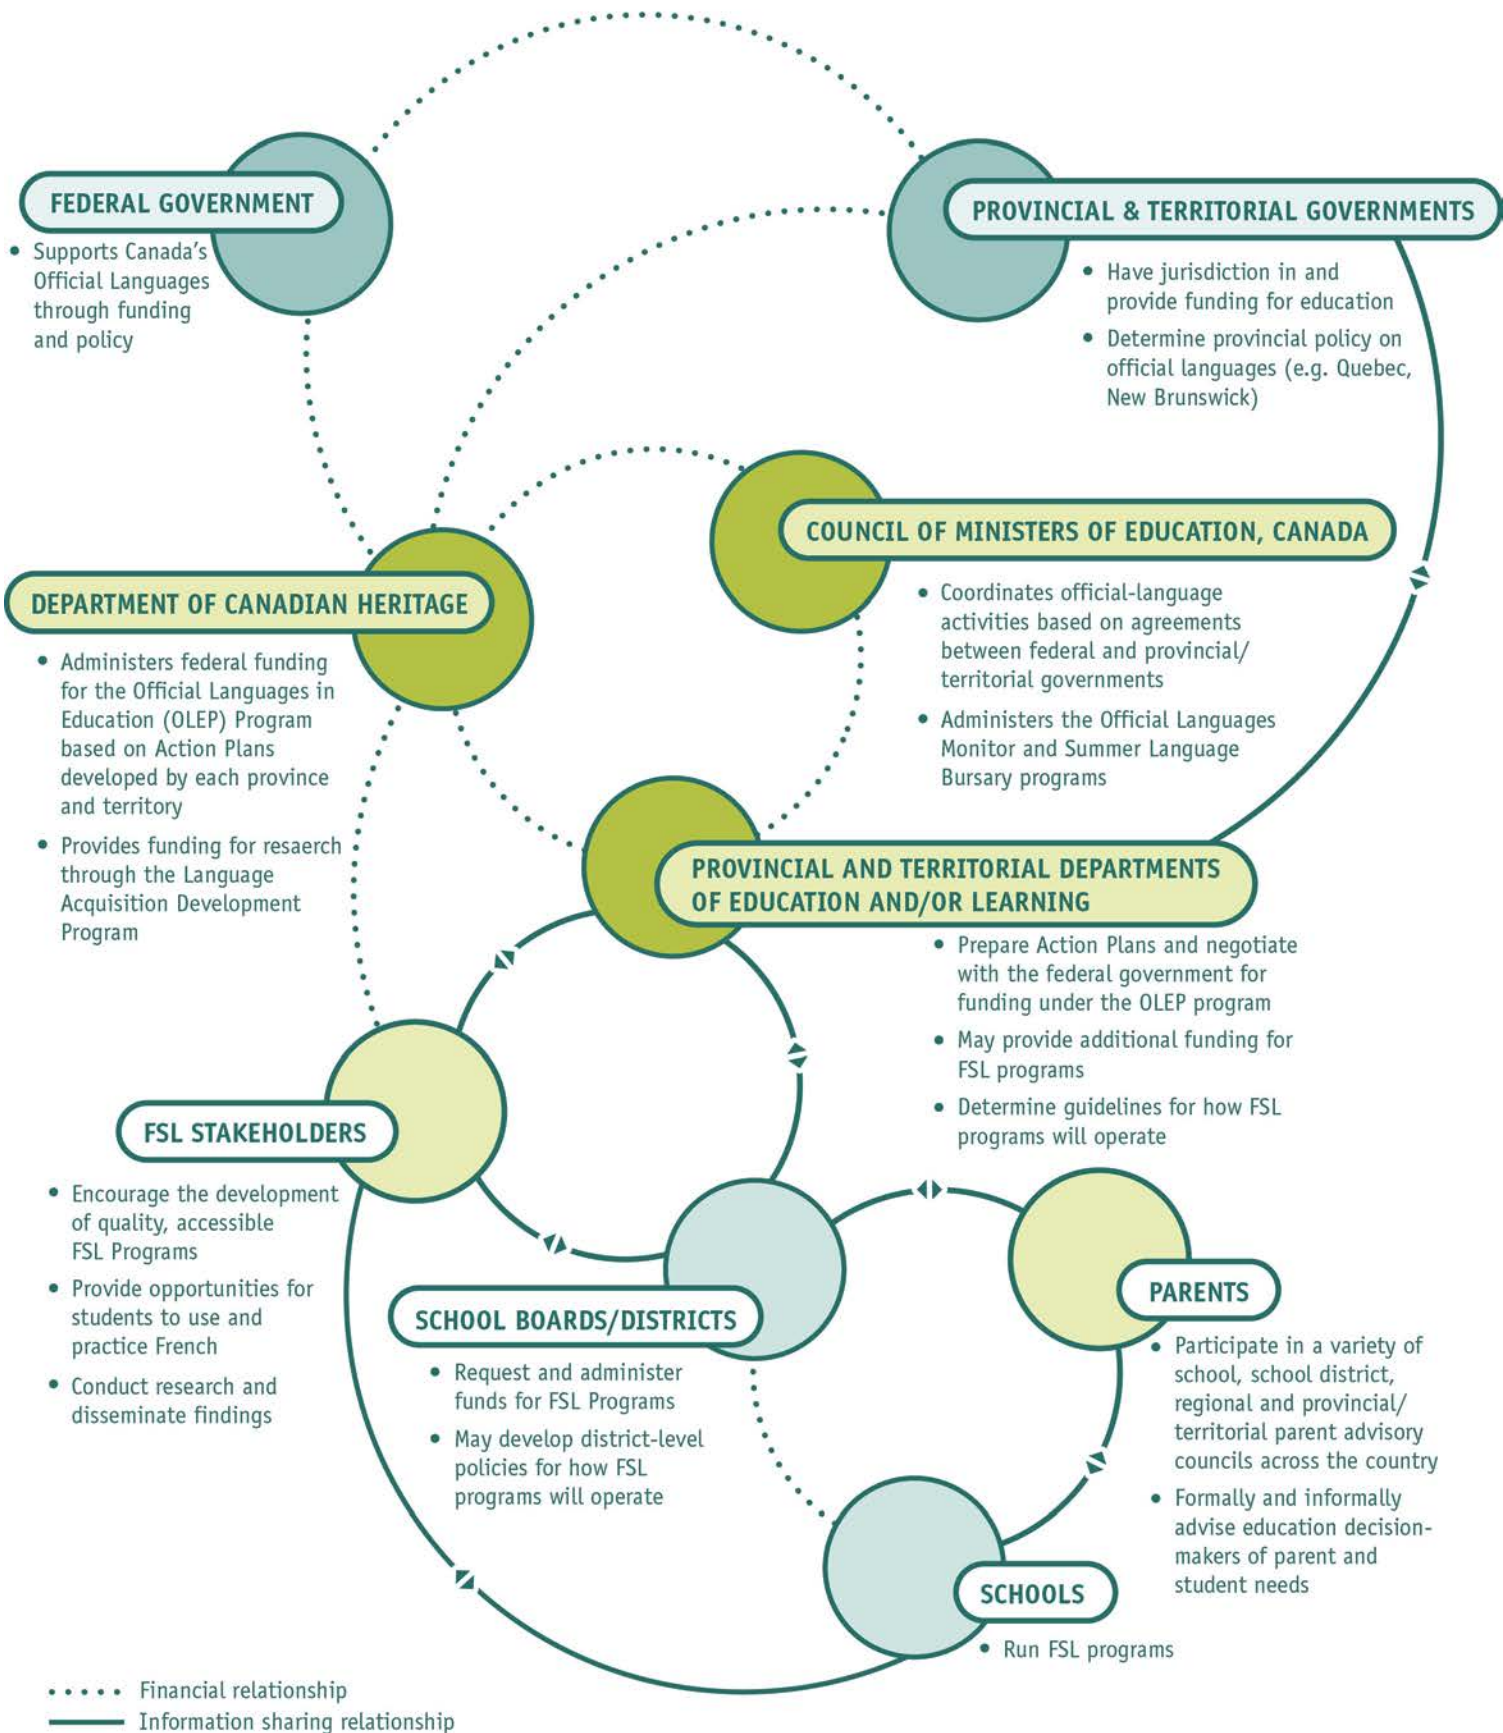 FEDERAL GOVERNMENT
• Supports Canada's
Official Languages
through funding
and policy
PROVINCIAL & TERRITORIAL GOVERNMENTS
• Have jurisdiction in and
provide funding for education
• Determine provincial policy on
official languages (e.g. Quebec,
New Brunswick)
COUNCIL OF MINISTERS OF EDUCATION, CANADA
• Coordinates official-language
activities based on agreements
between federal and provincial/
territorial governments
• Administers the Official Languages
Monitor and Summer Language
Bursary programs
DEPARTMENT OF CANADIAN HERITAGE
• Administers federal funding
for the Official Languages in
Education (OLEP) Program
based on Action Plans
developed by each province
and territory
• Provides funding for resaerch
through the Language
Acquisition Development
Program
PROVINCIAL AND TERRITORIAL DEPARTMENTS
OF EDUCATION AND/OR LEARNING
• Prepare Action Plans and negotiate
with the federal government for
funding under the OLEP program
• May provide additional funding for
FSL programs
• Determine guidelines for how FSL
programs will operate
FSL STAKEHOLDERS
• Encourage the development
of quality, accessible
FSL Programs
• Provide opportunities for
students to use and
practice French
• Conduct research and
disseminate findings
SCHOOL BOARDS/DISTRICTS
• Request and administer
funds for FSL Programs
• May develop district-level
policies for how FSL
programs will operate
PARENTS
• Participate in a variety of
school, school district,
regional and provincial/
territorial parent advisory
councils across the country
• Formally and informally
advise education decision-
makers of parent and
student needs
SCHOOLS
• Run FSL programs
Financial relationship
Information sharing relationship